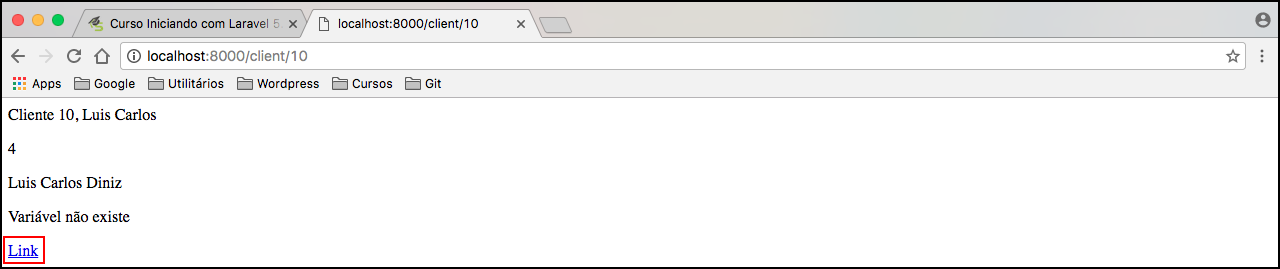 Curso Iniciando com Laravel 5.
localhost:8000/client/10
localhost:8000/client/10
Apps Google Utilitários Wordpress Cursos Git
Cliente 10, Luis Carlos
4
Luis Carlos Diniz
Variável não existe
Link